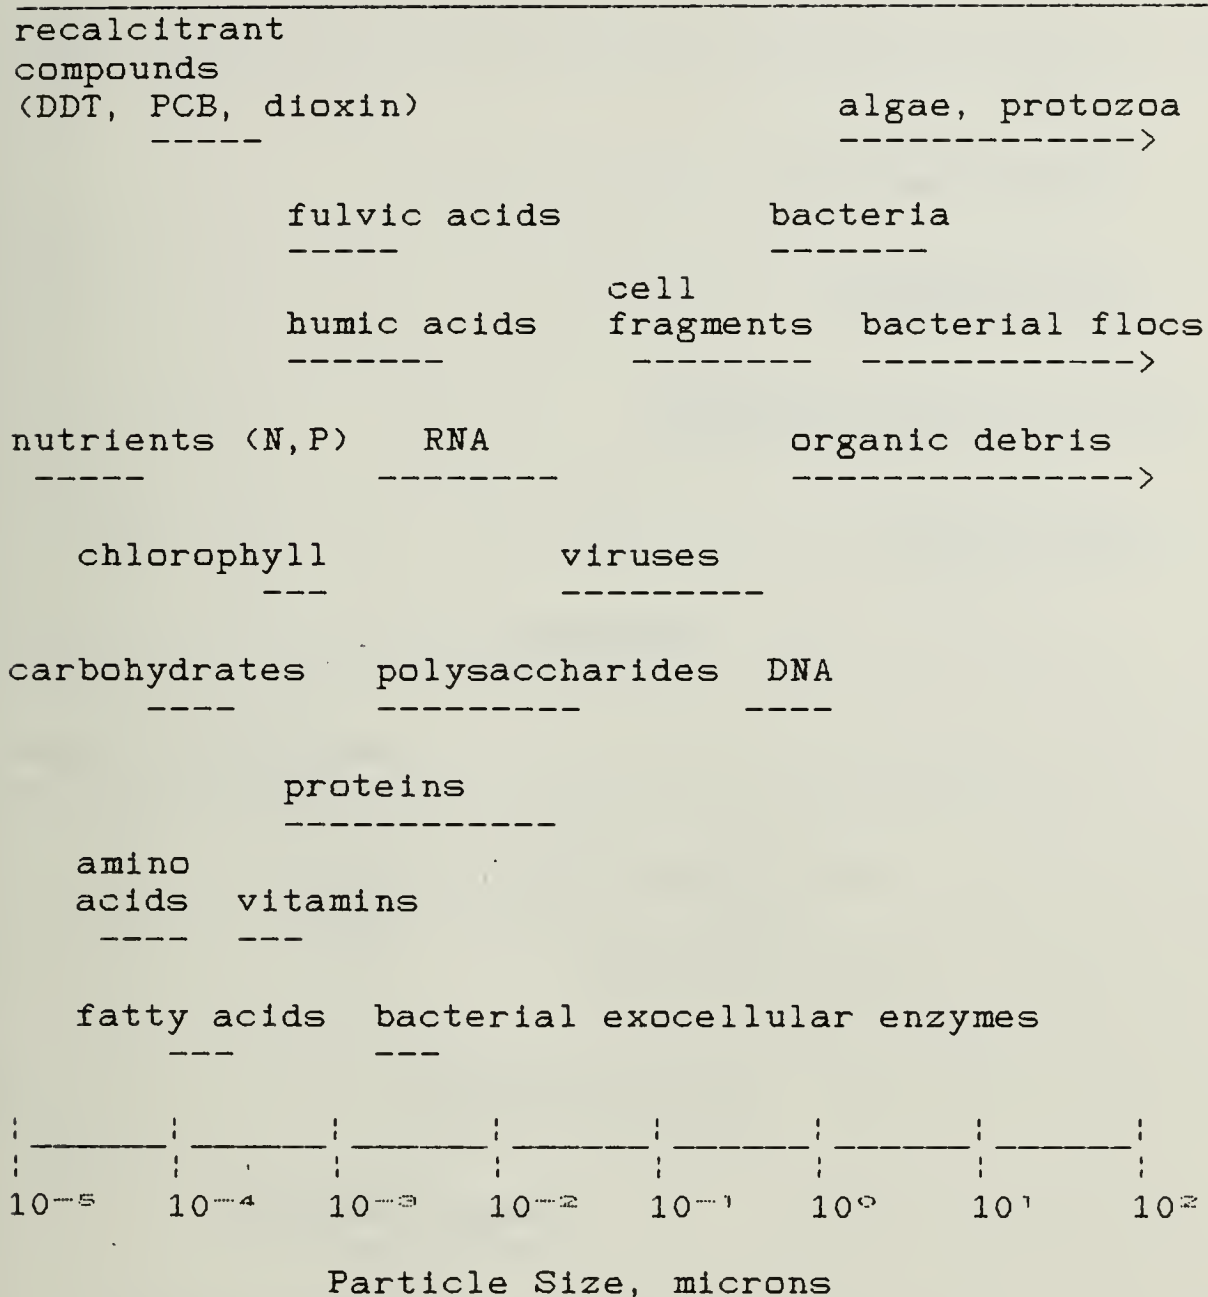 recalcitrant
compounds
(DDT, PCB, dioxin) algae, protozoa
----- ------------->
fulvic acids bacteria
----- -------
cell
humic acids fragments bacterial flocs
------- -------- ------------>
nutrients (N,P) RNA organic debris
----- -------- --------------->
chlorophyll viruses
--- ---------
carbohydrates polysaccharides DNA
---- --------- ----
proteins
------------
amino
acids vitamins
---- ---
fatty acids bacterial exocellular enzymes
--- ---
10⁻⁵ 10⁻⁴ 10⁻³ 10⁻² 10⁻¹ 10⁰ 10¹ 10²
Particle Size, microns